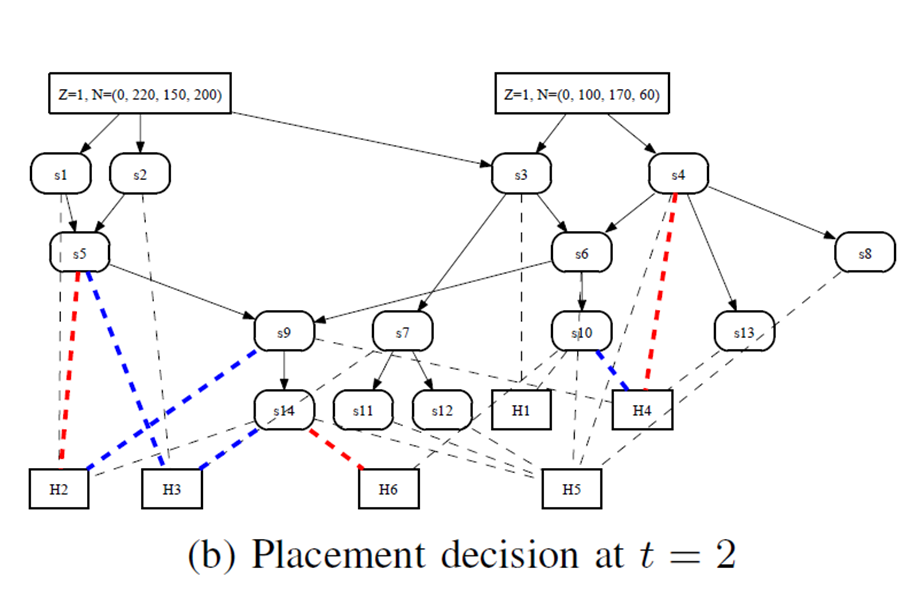 Z=1, N=(0, 220, 150, 200)
Z=1, N=(0, 100, 170, 60)
s1
s2
s3
s4
s5
s6
s8
s9
s7
s10
s13
s14
s11
s12
H1
H4
H2
H3
H6
H5
(b) Placement decision at t = 2